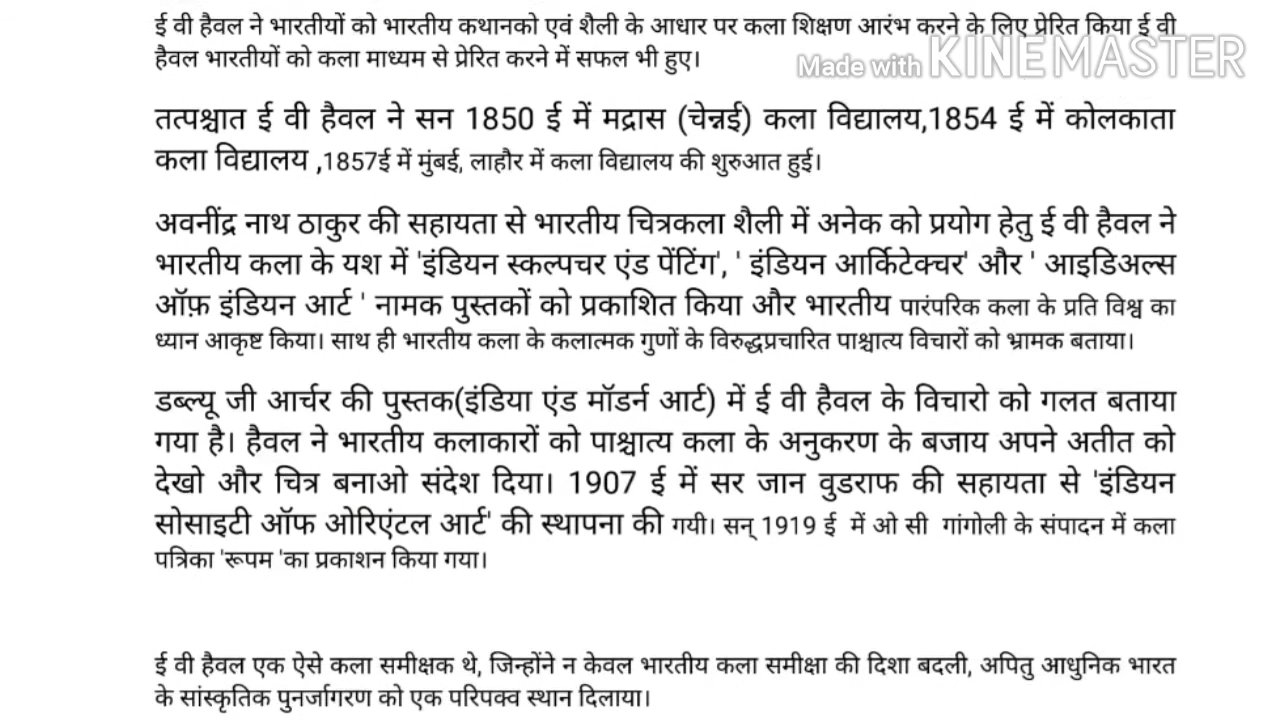 ई वी हैवल ने भारतीयों को भारतीय कथानको एवं शैली के आधार पर कला शिक्षण आरंभ करने के लिए प्रेरित किया ई वी
हैवल भारतीयों को कला माध्यम से प्रेरित करने में सफल भी हुए।
Made with KINEMASTER
तत्पश्चात ई वी हैवल ने सन 1850 ई में मद्रास (चेन्नई) कला विद्यालय,1854 ई में कोलकाता
कला विद्यालय ,1857ई में मुंबई, लाहौर में कला विद्यालय की शुरुआत हुई।
अवनींद्र नाथ ठाकुर की सहायता से भारतीय चित्रकला शैली में अनेक को प्रयोग हेतु ई वी हैवल ने
भारतीय कला के यश में 'इंडियन स्कल्पचर एंड पेंटिंग', ' इंडियन आर्किटेक्चर' और ' आइडिअल्स
ऑफ़ इंडियन आर्ट ' नामक पुस्तकों को प्रकाशित किया और भारतीय पारंपरिक कला के प्रति विश्व का
ध्यान आकृष्ट किया। साथ ही भारतीय कला के कलात्मक गुणों के विरुद्धप्रचारित पाश्चात्य विचारों को भ्रामक बताया।
डब्ल्यू जी आर्चर की पुस्तक(इंडिया एंड मॉडर्न आर्ट) में ई वी हैवल के विचारो को गलत बताया
गया है। हैवल ने भारतीय कलाकारों को पाश्चात्य कला के अनुकरण के बजाय अपने अतीत को
देखो और चित्र बनाओ संदेश दिया। 1907 ई में सर जान वुडराफ की सहायता से 'इंडियन
सोसाइटी ऑफ ओरिएंटल आर्ट' की स्थापना की गयी। सन् 1919 ई में ओ सी गांगोली के संपादन में कला
पत्रिका 'रूपम 'का प्रकाशन किया गया।
ई वी हैवल एक ऐसे कला समीक्षक थे, जिन्होंने न केवल भारतीय कला समीक्षा की दिशा बदली, अपितु आधुनिक भारत
के सांस्कृतिक पुनर्जागरण को एक परिपक्व स्थान दिलाया।